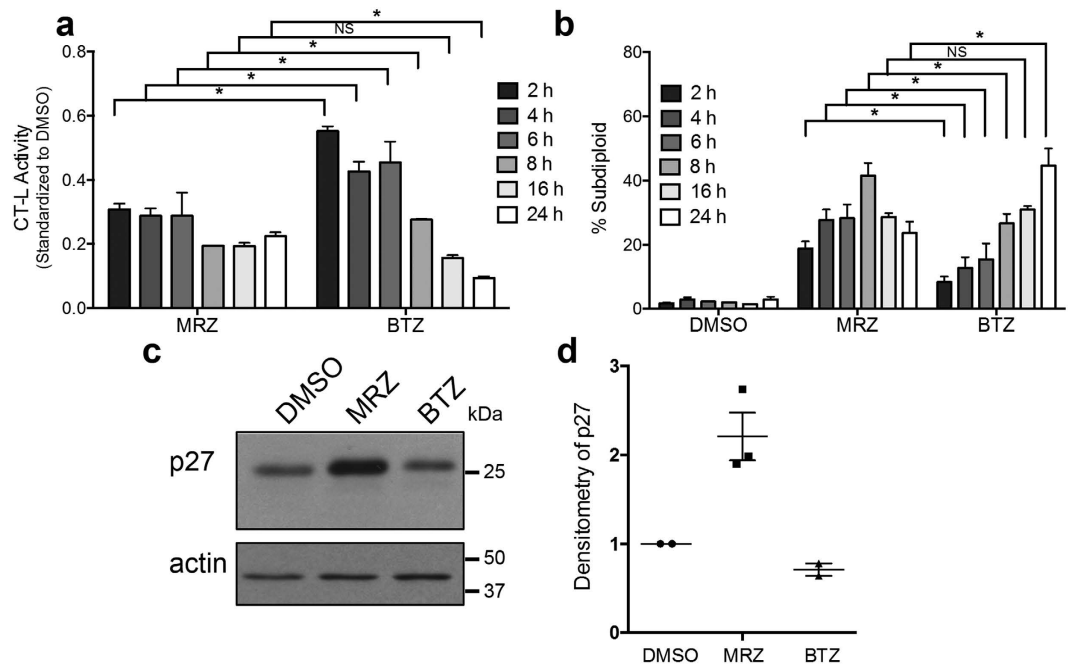 a
*
NS
*
*
*
*
CT-L Activity
(Standardized to DMSO)
0.8
0.6
0.4
0.2
0.0
MRZ
BTZ
2 h
4 h
6 h
8 h
16 h
24 h
b
*
NS
*
*
*
*
% Subdiploid
80
60
40
20
0
2 h
4 h
6 h
8 h
16 h
24 h
DMSO
MRZ
BTZ
c
DMSO
MRZ
BTZ
kDa
p27
25
actin
50
37
d
Densitometry of p27
3
2
1
0
DMSO
MRZ
BTZ